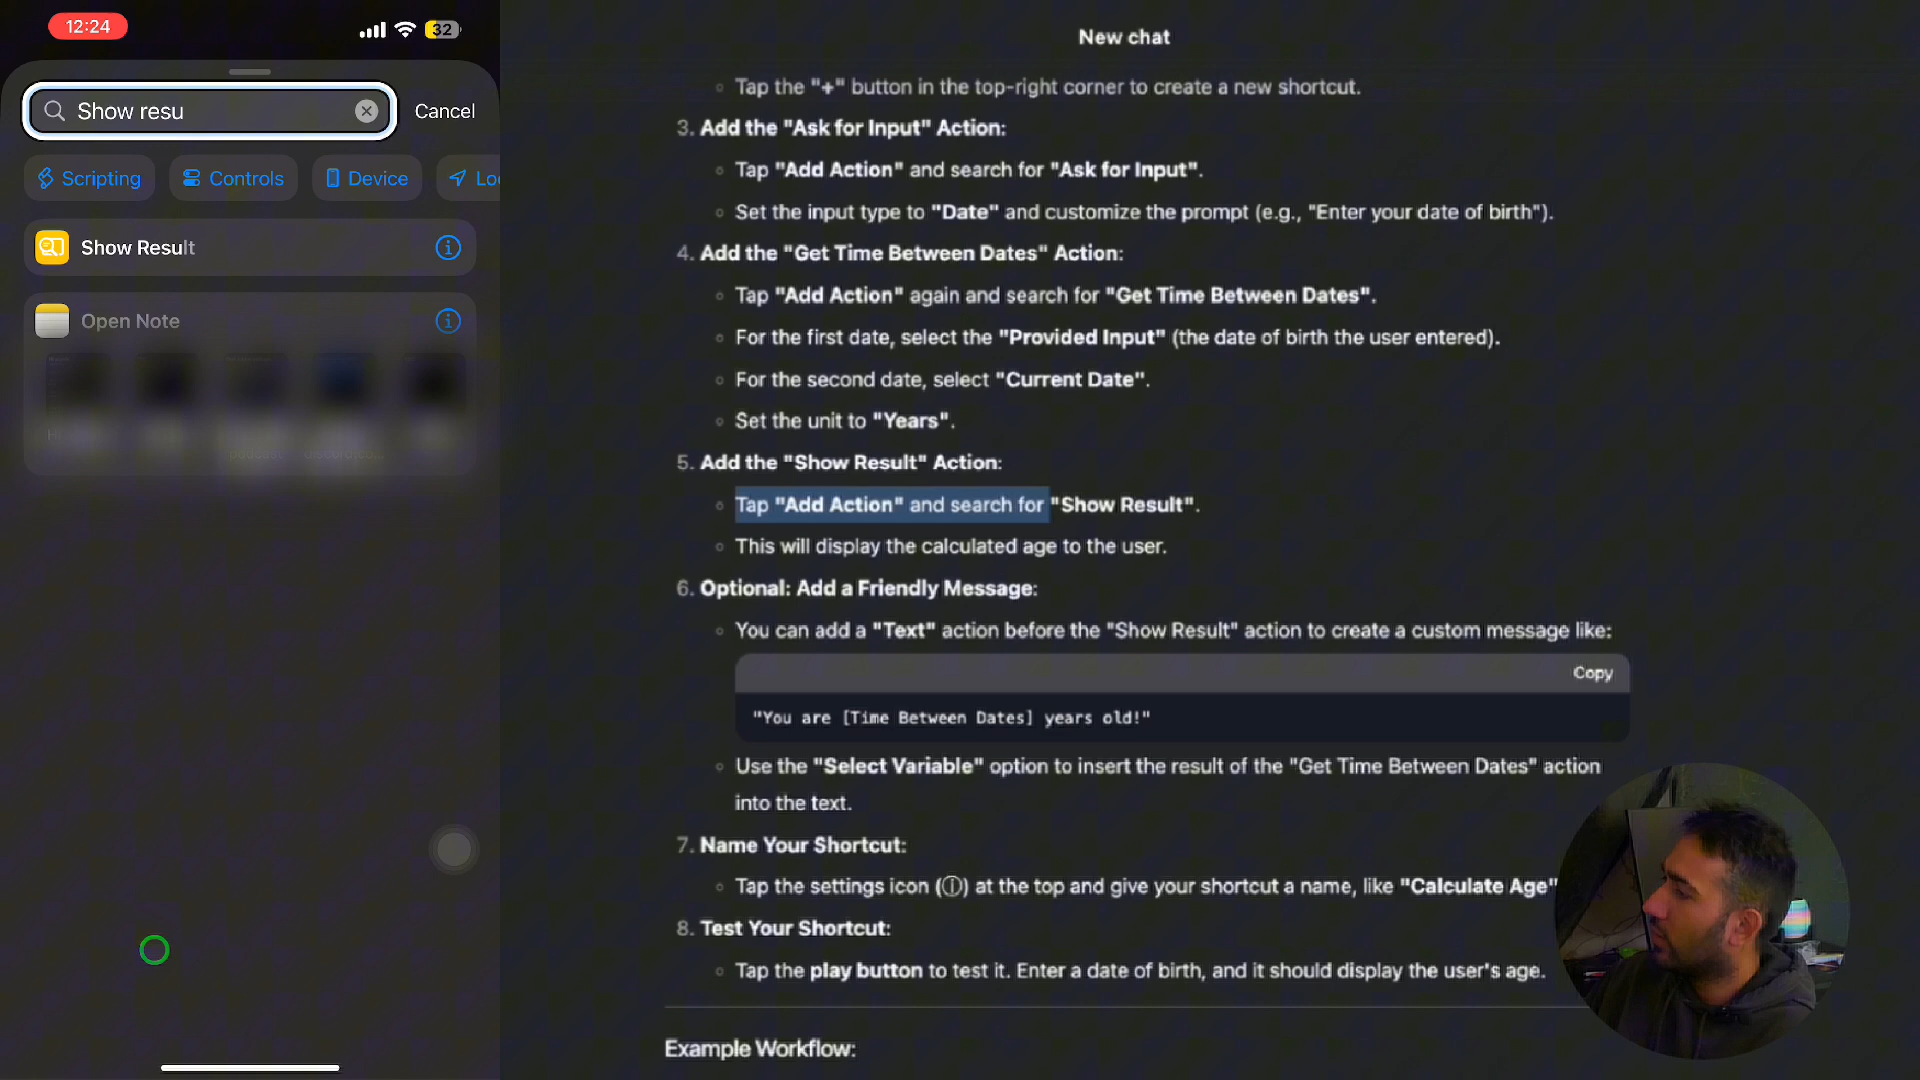 12:24
32
Show resu
Cancel
Scripting
Controls
Device
Loc
Show Result
Open Note
New chat
Tap the "+" button in the top-right corner to create a new shortcut.
3. Add the "Ask for Input" Action:
Tap "Add Action" and search for "Ask for Input".
Set the input type to "Date" and customize the prompt (e.g., "Enter your date of birth").
4. Add the "Get Time Between Dates" Action:
Tap "Add Action" again and search for "Get Time Between Dates".
For the first date, select the "Provided Input" (the date of birth the user entered).
For the second date, select "Current Date".
Set the unit to "Years".
5. Add the "Show Result" Action:
Tap "Add Action" and search for "Show Result".
This will display the calculated age to the user.
6. Optional: Add a Friendly Message:
You can add a "Text" action before the "Show Result" action to create a custom message like:
Copy
"You are [Time Between Dates] years old!"
Use the "Select Variable" option to insert the result of the "Get Time Between Dates" action
into the text.
7. Name Your Shortcut:
Tap the settings icon (ⓘ) at the top and give your shortcut a name, like "Calculate Age"
8. Test Your Shortcut:
Tap the play button to test it. Enter a date of birth, and it should display the user's age.
Example Workflow: